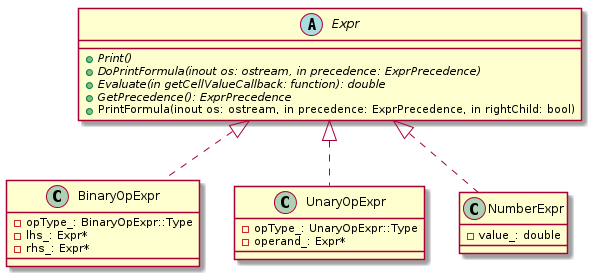 A Expr
Print()
DoPrintFormula(inout os: ostream, in precedence: ExprPrecedence)
Evaluate(in getCellValueCallback: function): double
GetPrecedence(): ExprPrecedence
PrintFormula(inout os: ostream, in precedence: ExprPrecedence, in rightChild: bool)
C BinaryOpExpr
opType_: BinaryOpExpr::Type
lhs_: Expr*
rhs_: Expr*
C UnaryOpExpr
opType_: UnaryOpExpr::Type
operand_: Expr*
C NumberExpr
value_: double